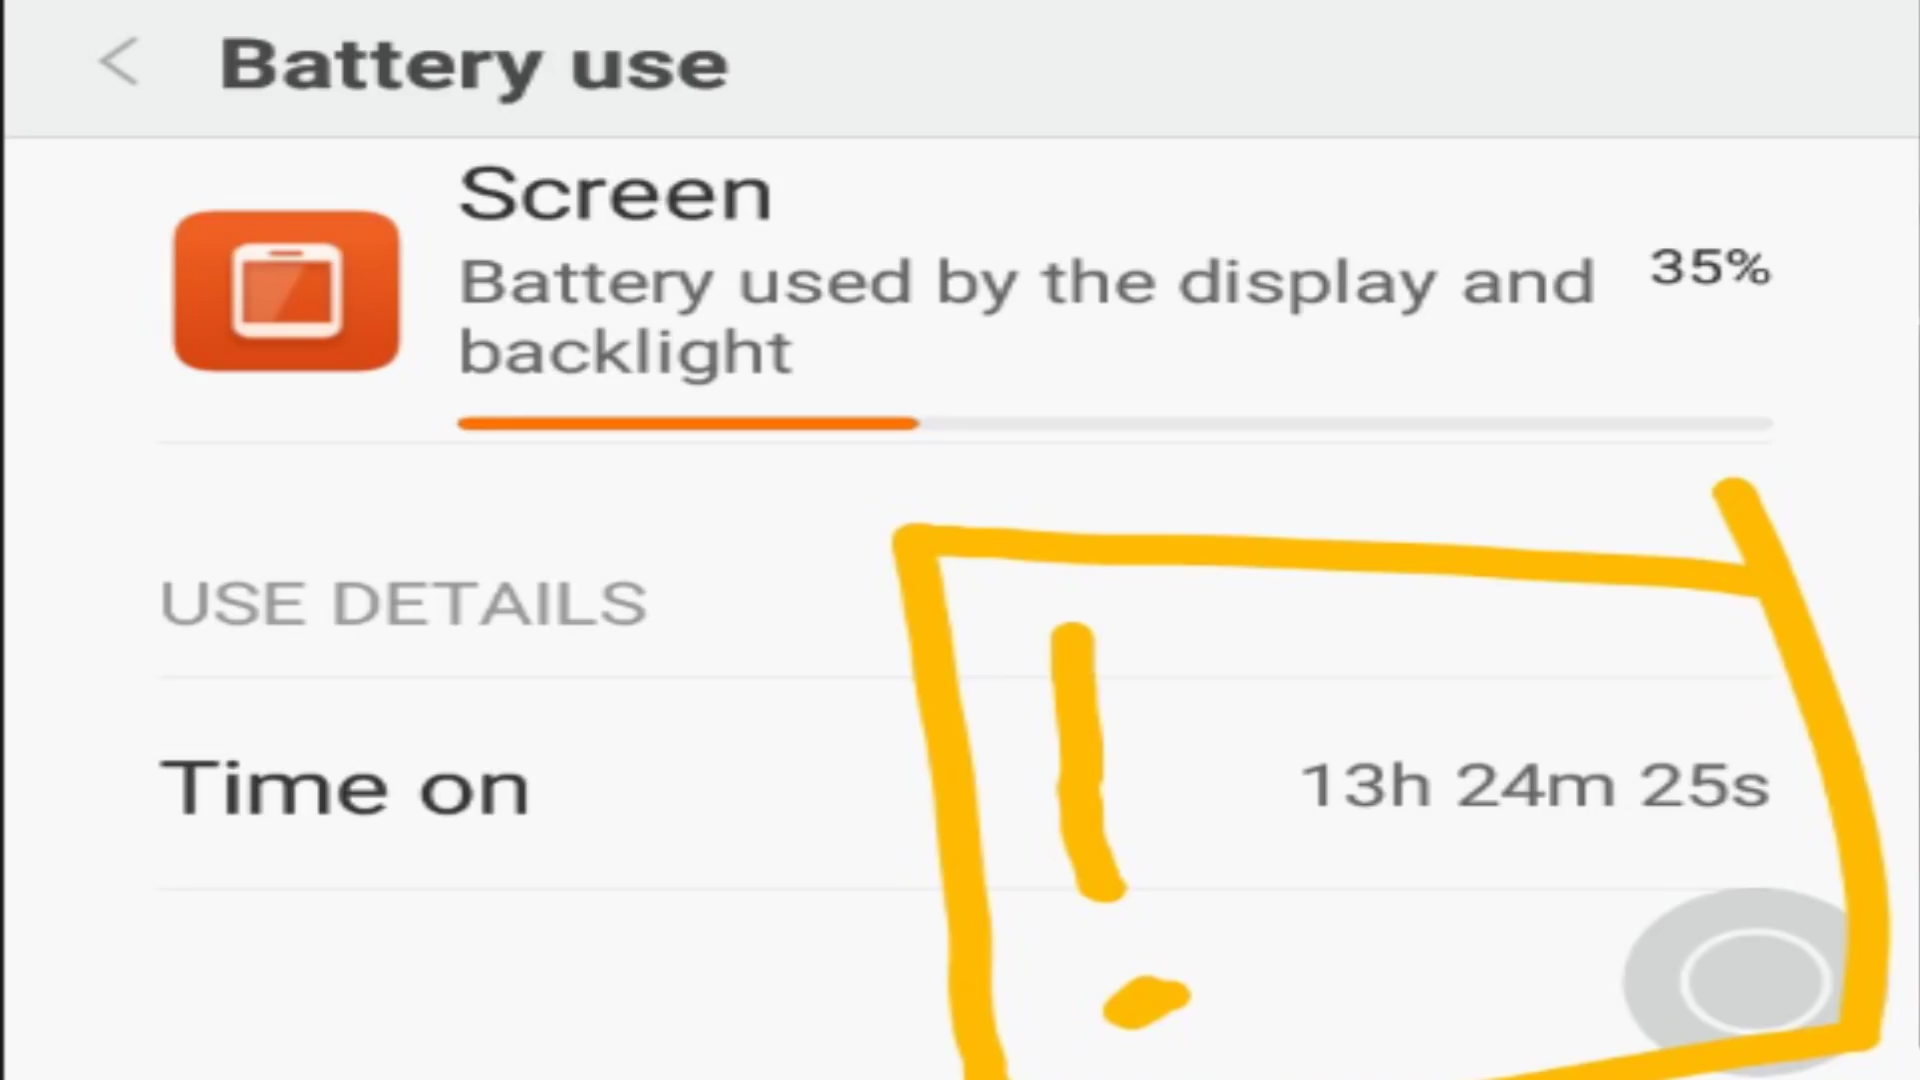 Battery use
Screen
Battery used by the display and
backlight
35%
USE DETAILS
Time on
13h 24m 25s
!